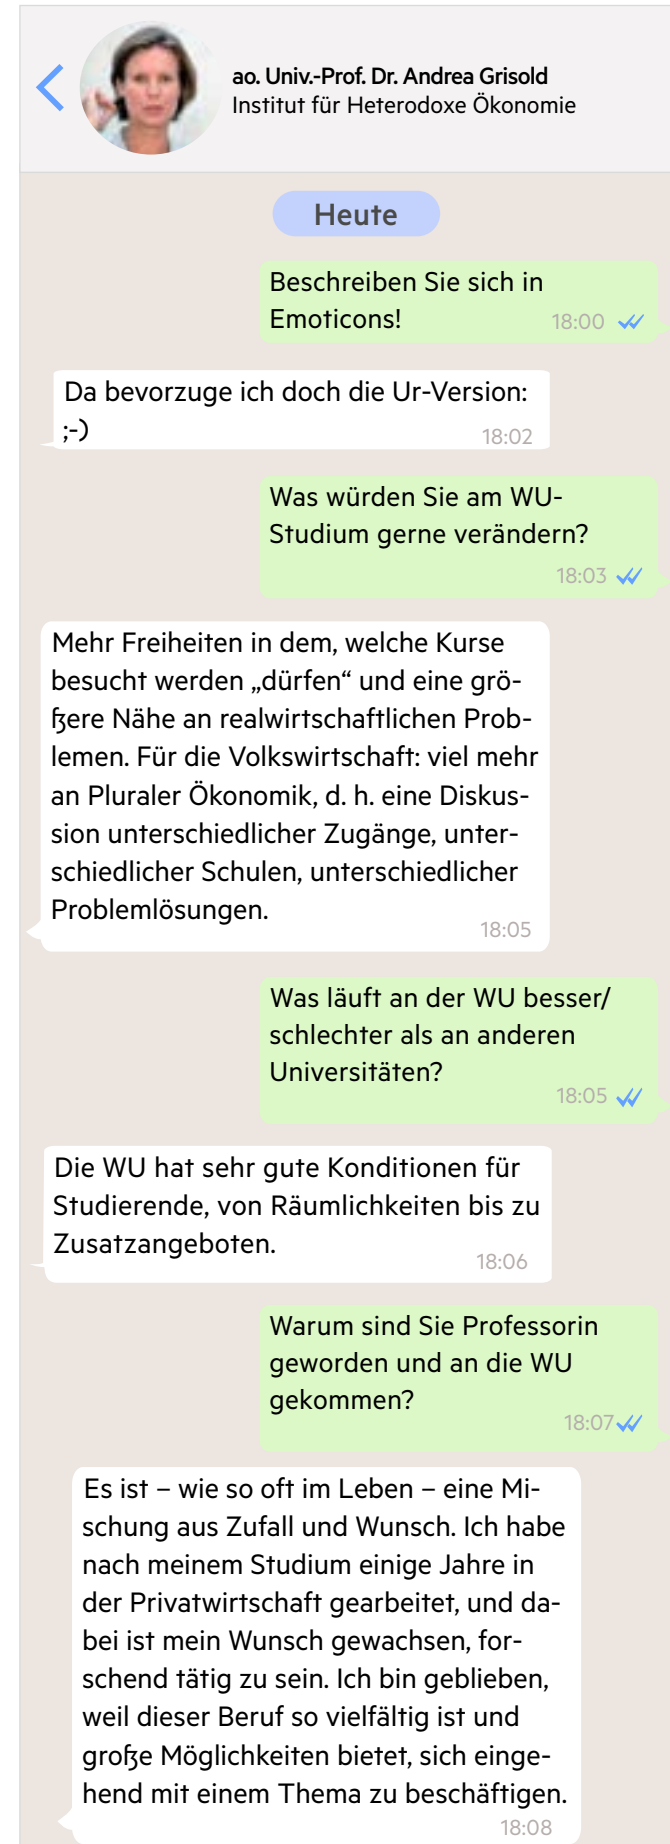 ao. Univ.-Prof. Dr. Andrea Grisold
Institut für Heterodoxe Ökonomie
Heute
Beschreiben Sie sich in
Emoticons!
18:00
Da bevorzuge ich doch die Ur-Version:
;-)
18:02
Was würden Sie am WU-
Studium gerne verändern?
18:03
Mehr Freiheiten in dem, welche Kurse
besucht werden „dürfen“ und eine grö-
ßere Nähe an realwirtschaftlichen Prob-
lemen. Für die Volkswirtschaft: viel mehr
an Pluraler Ökonomik, d. h. eine Diskus-
sion unterschiedlicher Zugänge, unter-
schiedlicher Schulen, unterschiedlicher
Problemlösungen.
18:05
Was läuft an der WU besser/
schlechter als an anderen
Universitäten?
18:05
Die WU hat sehr gute Konditionen für
Studierende, von Räumlichkeiten bis zu
Zusatzangeboten.
18:06
Warum sind Sie Professorin
geworden und an die WU
gekommen?
18:07
Es ist – wie so oft im Leben – eine Mi-
schung aus Zufall und Wunsch. Ich habe
nach meinem Studium einige Jahre in
der Privatwirtschaft gearbeitet, und da-
bei ist mein Wunsch gewachsen, for-
schend tätig zu sein. Ich bin geblieben,
weil dieser Beruf so vielfältig ist und
große Möglichkeiten bietet, sich einge-
hend mit einem Thema zu beschäftigen.
18:08